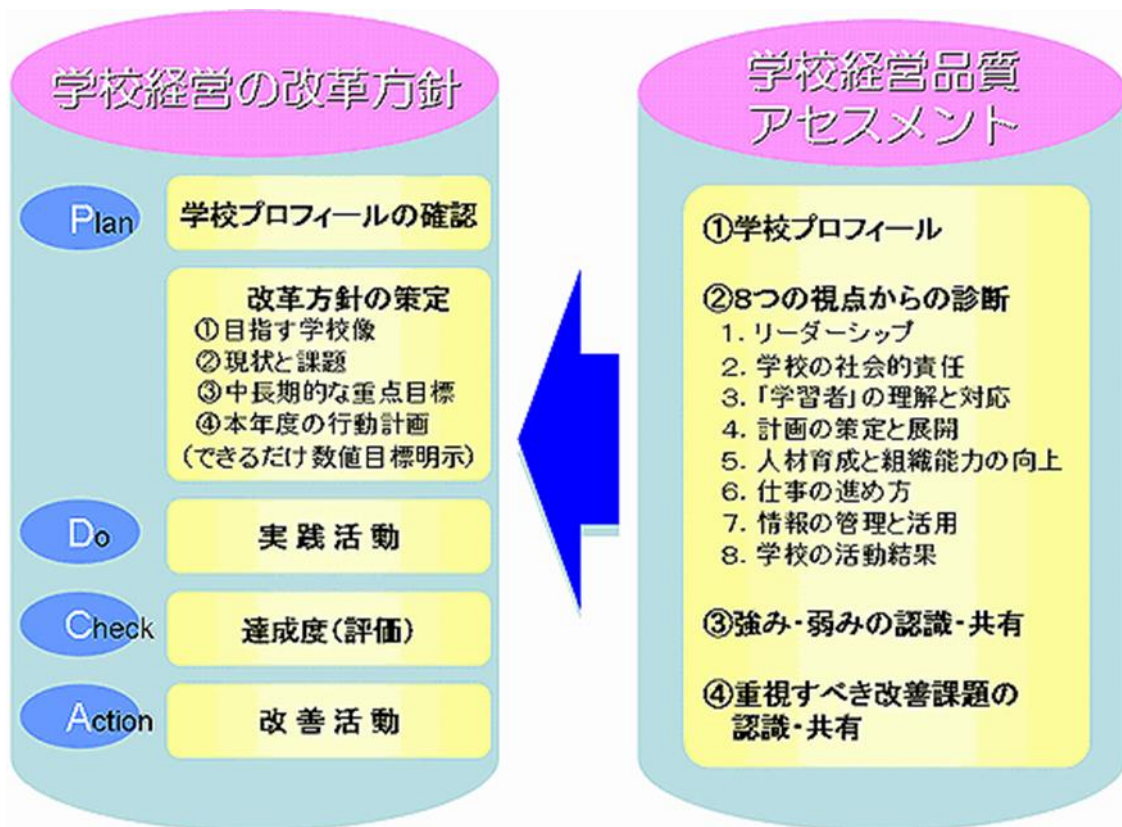 学校経営の改革方針
Plan
学校プロフィールの確認
改革方針の策定
①目指す学校像
②現状と課題
③中長期的な重点目標
④本年度の行動計画
(できるだけ数値目標明示)
Do
実践活動
Check
達成度(評価)
Action
改善活動
学校経営品質
アセスメント
①学校プロフィール
②8つの視点からの診断
1. リーダーシップ
2. 学校の社会的責任
3. 「学習者」の理解と対応
4. 計画の策定と展開
5. 人材育成と組織能力の向上
6. 仕事の進め方
7. 情報の管理と活用
8. 学校の活動結果
③強み・弱みの認識・共有
④重視すべき改善課題の
認識・共有